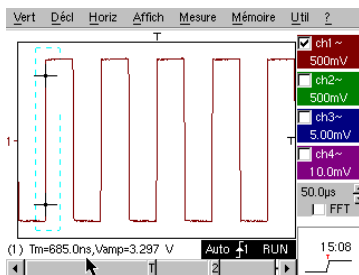 Vert Décl Horiz Affich Mesure Mémoire Util ?
T
ch1~
500mV
ch2~
500mV
ch3~
5.00mV
ch4~
10.0mV
1
T
50.0µs
FFT
(1) Tm=685.0ns,Vamp=3.297 V Auto 1 RUN
15:08
T 2